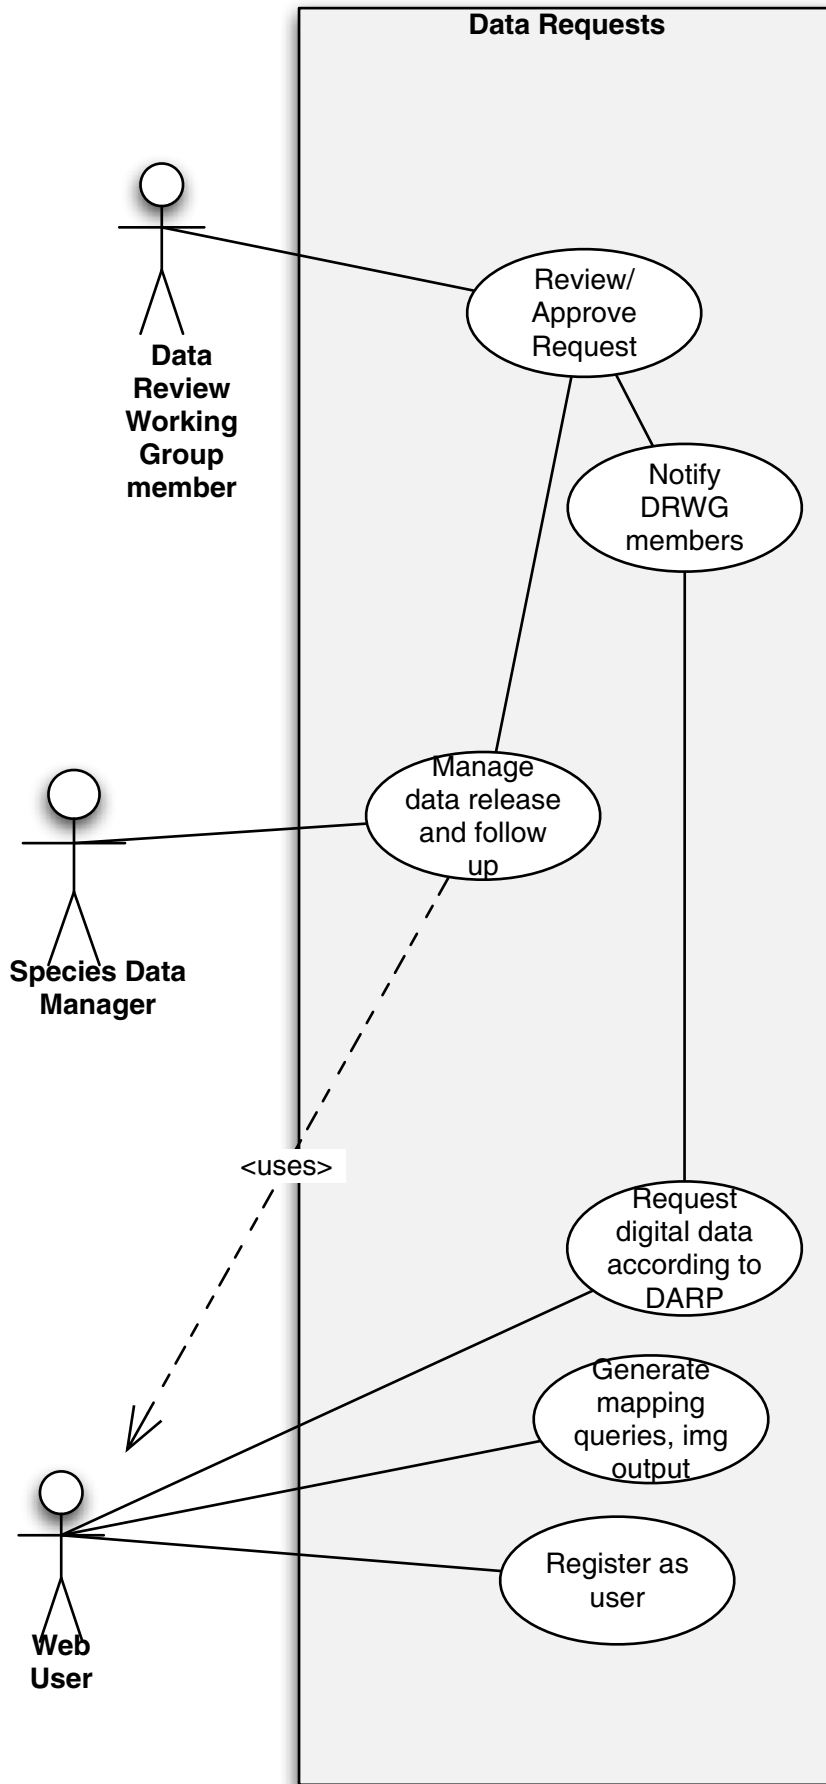 Data Requests
Review/
Approve
Request
Data
Review
Working
Group
member
Notify
DRWG
members
Manage
data release
and follow
up
Species Data
Manager
<uses>
Request
digital data
according to
DARP
Generate
mapping
queries, img
output
Register as
user
Web
User